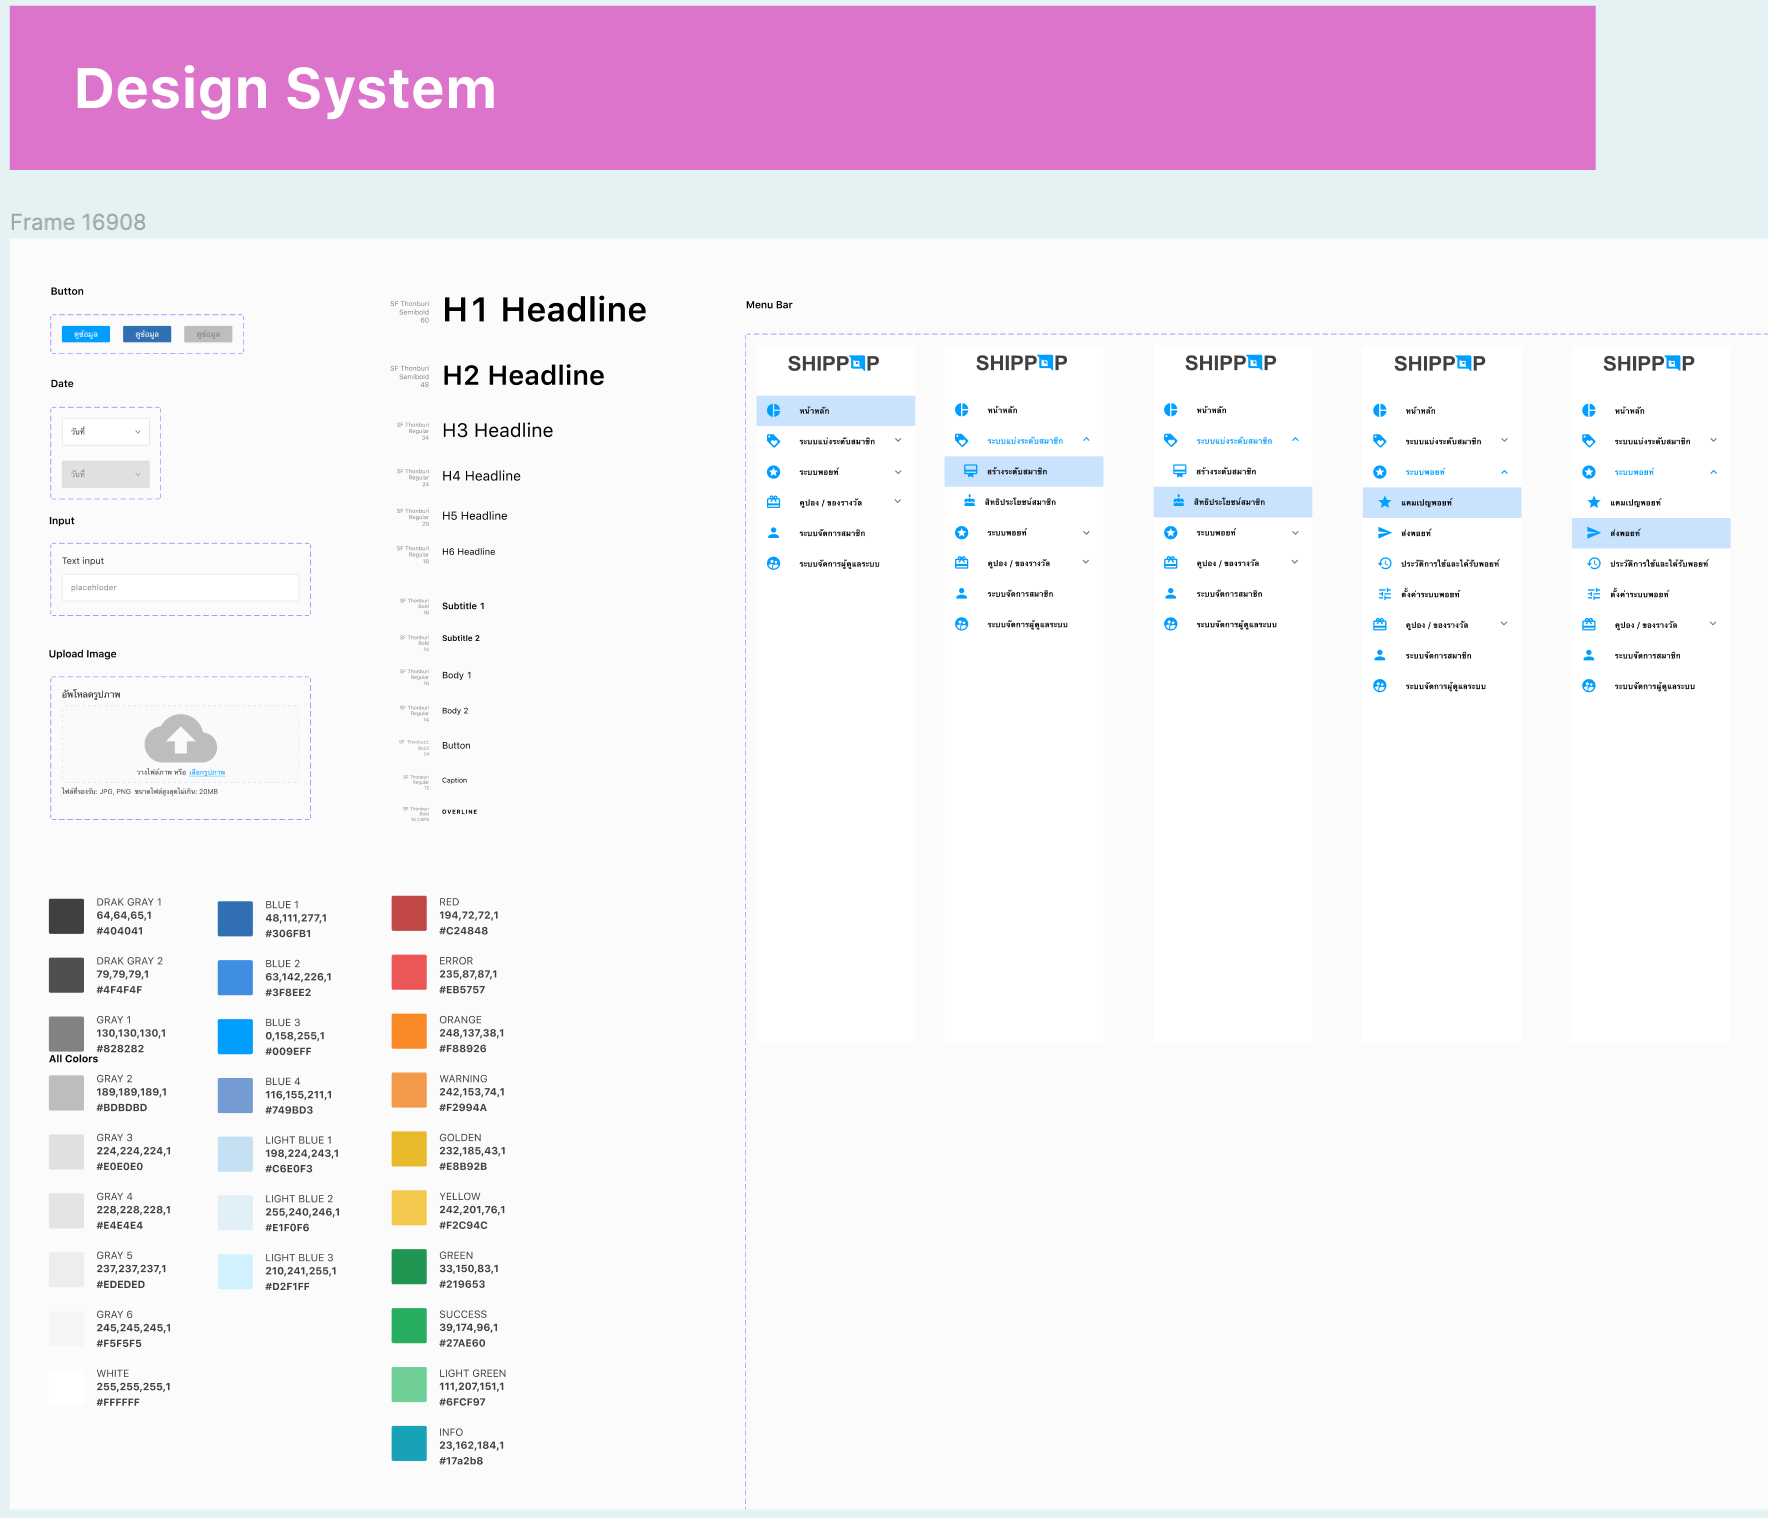 Design System
Frame 16908
Button
ดูข้อมูล
ดูข้อมูล
ดูข้อมูล
Date
วันที่
วันที่
Input
Text input
placehloder
Upload Image
อัพโหลดรูปภาพ
วางไฟล์ภาพ หรือ เลือกรูปภาพ
ไฟล์ที่รองรับ: JPG, PNG ขนาดไฟล์สูงสุดไม่เกิน: 20MB
SF Thonburi
Semibold
60
H1 Headline
SF Thonburi
Semibold
48
H2 Headline
SF Thonburi
Regular
34
H3 Headline
SF Thonburi
Regular
24
H4 Headline
SF Thonburi
Regular
20
H5 Headline
SF Thonburi
Regular
16
H6 Headline
SF Thonburi
Bold
16
Subtitle 1
SF Thonburi
Bold
14
Subtitle 2
SF Thonburi
Regular
16
Body 1
SF Thonburi
Regular
14
Body 2
SF Thonburi
Bold
14
Button
SF Thonburi
Regular
12
Caption
SF Thonburi
Bold
10 CAPS
OVERLINE
DRAK GRAY 1
64,64,65,1
#404041
DRAK GRAY 2
79,79,79,1
#4F4F4F
GRAY 1
130,130,130,1
#828282
All Colors
GRAY 2
189,189,189,1
#BDBDBD
GRAY 3
224,224,224,1
#E0E0E0
GRAY 4
228,228,228,1
#E4E4E4
GRAY 5
237,237,237,1
#EDEDED
GRAY 6
245,245,245,1
#F5F5F5
WHITE
255,255,255,1
#FFFFFF
BLUE 1
48,111,277,1
#306FB1
BLUE 2
63,142,226,1
#3F8EE2
BLUE 3
0,158,255,1
#009EFF
BLUE 4
116,155,211,1
#749BD3
LIGHT BLUE 1
198,224,243,1
#C6E0F3
LIGHT BLUE 2
255,240,246,1
#E1F0F6
LIGHT BLUE 3
210,241,255,1
#D2F1FF
RED
194,72,72,1
#C24848
ERROR
235,87,87,1
#EB5757
ORANGE
248,137,38,1
#F88926
WARNING
242,153,74,1
#F2994A
GOLDEN
232,185,43,1
#E8B92B
YELLOW
242,201,76,1
#F2C94C
GREEN
33,150,83,1
#219653
SUCCESS
39,174,96,1
#27AE60
LIGHT GREEN
111,207,151,1
#6FCF97
INFO
23,162,184,1
#17a2b8
Menu Bar
SHIPPOP
หน้าหลัก
ระบบแบ่งระดับสมาชิก
ระบบพอยท์
คูปอง / ของรางวัล
ระบบจัดการสมาชิก
ระบบจัดการผู้ดูแลระบบ
SHIPPOP
หน้าหลัก
ระบบแบ่งระดับสมาชิก
สร้างระดับสมาชิก
สิทธิประโยชน์สมาชิก
ระบบพอยท์
คูปอง / ของรางวัล
ระบบจัดการสมาชิก
ระบบจัดการผู้ดูแลระบบ
SHIPPOP
หน้าหลัก
ระบบแบ่งระดับสมาชิก
สร้างระดับสมาชิก
สิทธิประโยชน์สมาชิก
ระบบพอยท์
คูปอง / ของรางวัล
ระบบจัดการสมาชิก
ระบบจัดการผู้ดูแลระบบ
SHIPPOP
หน้าหลัก
ระบบแบ่งระดับสมาชิก
ระบบพอยท์
แคมเปญพอยท์
ส่งพอยท์
ประวัติการใช้และได้รับพอยท์
ตั้งค่าระบบพอยท์
คูปอง / ของรางวัล
ระบบจัดการสมาชิก
ระบบจัดการผู้ดูแลระบบ
SHIPPOP
หน้าหลัก
ระบบแบ่งระดับสมาชิก
ระบบพอยท์
แคมเปญพอยท์
ส่งพอยท์
ประวัติการใช้และได้รับพอยท์
ตั้งค่าระบบพอยท์
คูปอง / ของรางวัล
ระบบจัดการสมาชิก
ระบบจัดการผู้ดูแลระบบ